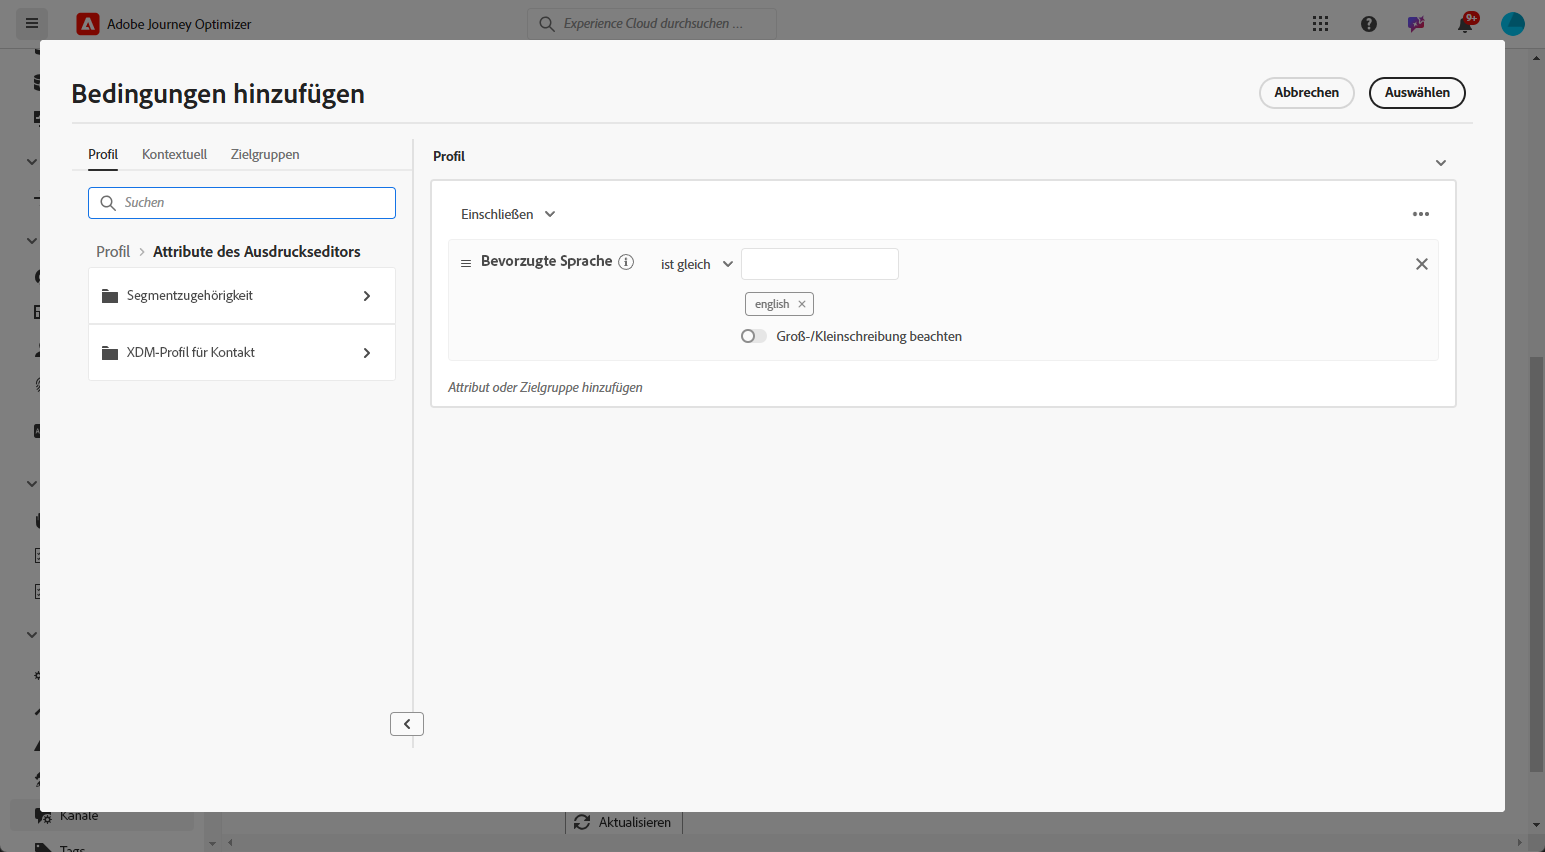 Adobe Journey Optimizer
Experience Cloud durchsuchen ...
9+
Bedingungen hinzufügen
Abbrechen
Auswählen
Profil
Kontextuell
Zielgruppen
Suchen
Profil > Attribute des Ausdruckseditors
Segmentzugehörigkeit
XDM-Profil für Kontakt
Profil
Einschließen
Bevorzugte Sprache
ist gleich
english
Groß-/Kleinschreibung beachten
Attribut oder Zielgruppe hinzufügen
Kanäle
Tags
Aktualisieren